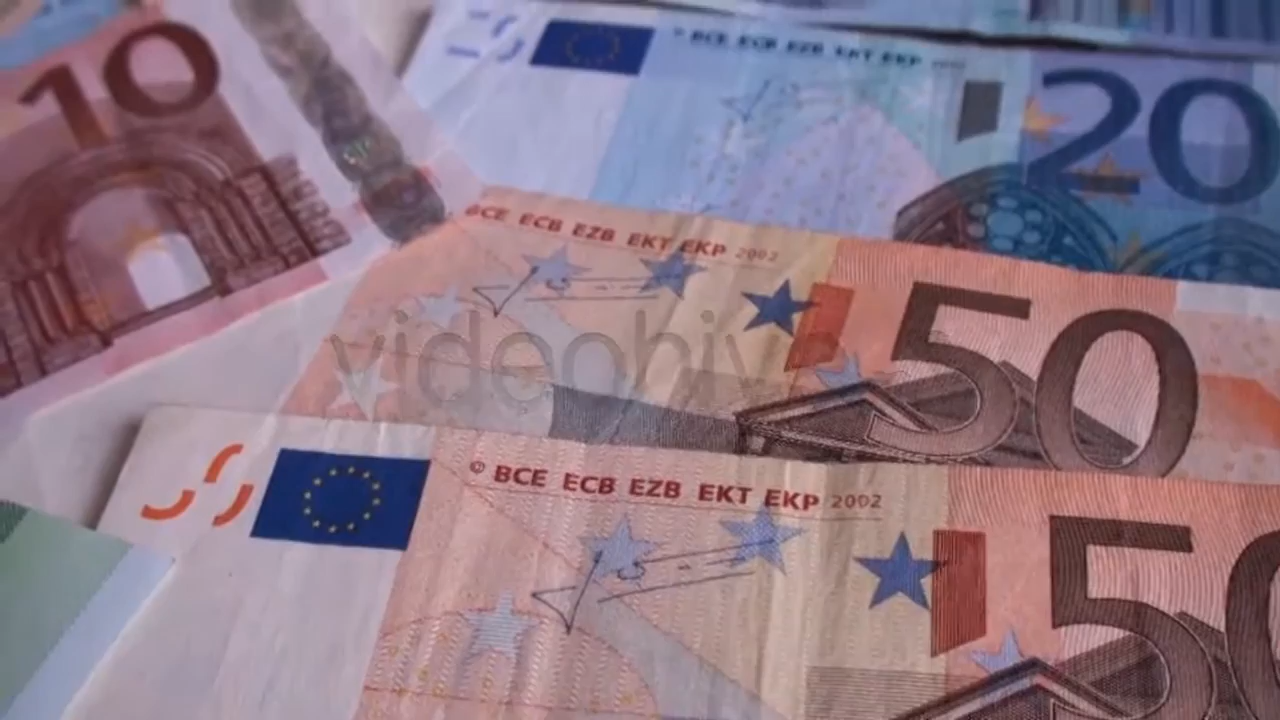 10
BCE ECB EZB EKT EKP
20
BCE ECB EZB EKT EKP 2002
50
videohive
© BCE ECB EZB EKT EKP 2002
50